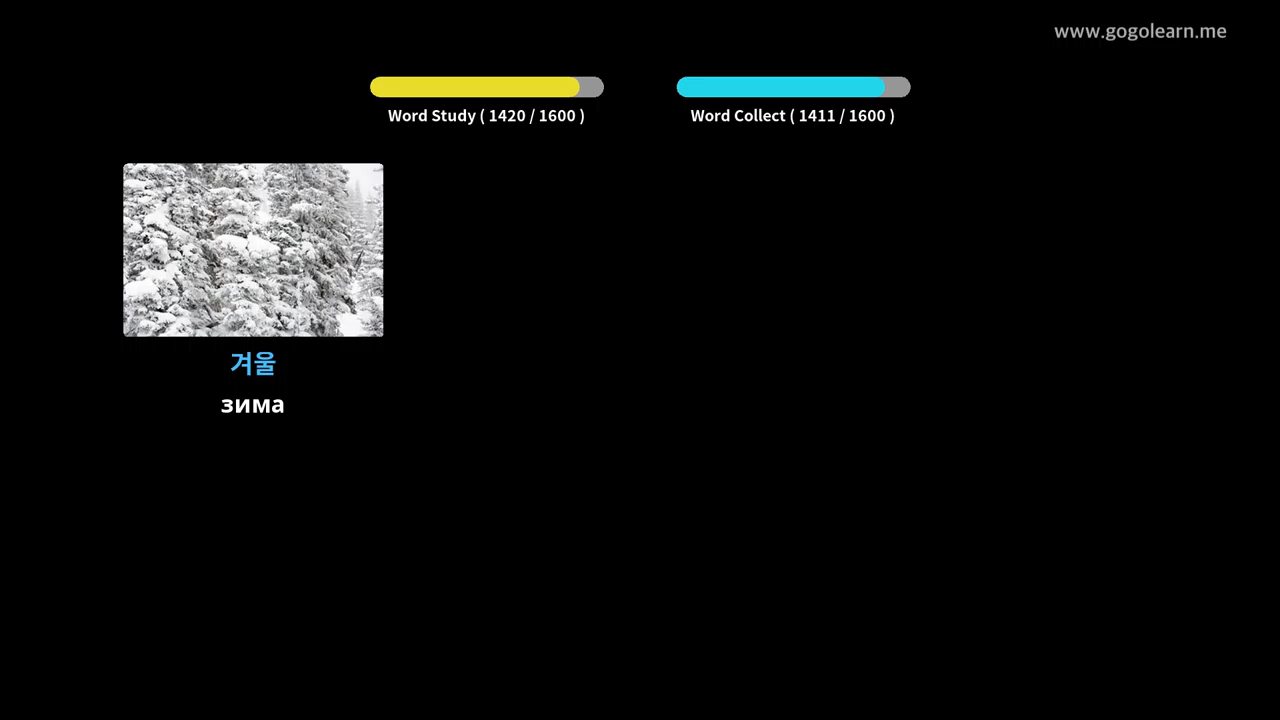 www.gogolearn.me
Word Study ( 1420 / 1600 )
Word Collect ( 1411 / 1600 )
겨울
зима